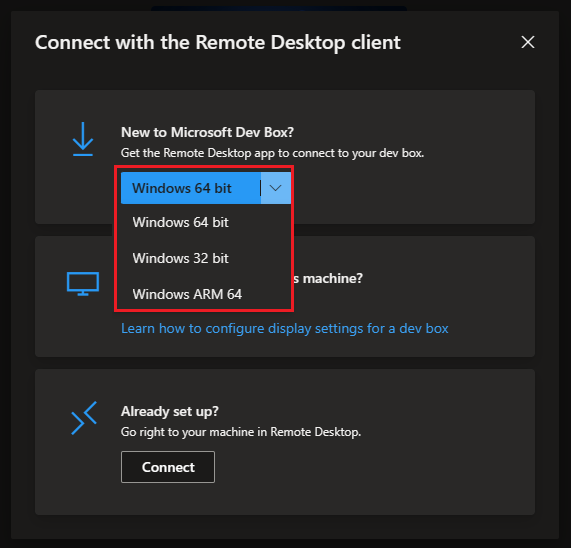 Connect with the Remote Desktop client
New to Microsoft Dev Box?
Get the Remote Desktop app to connect to your dev box.
Windows 64 bit
Windows 64 bit
Windows 32 bit
Windows ARM 64
machine?
Learn how to configure display settings for a dev box
Already set up?
Go right to your machine in Remote Desktop.
Connect